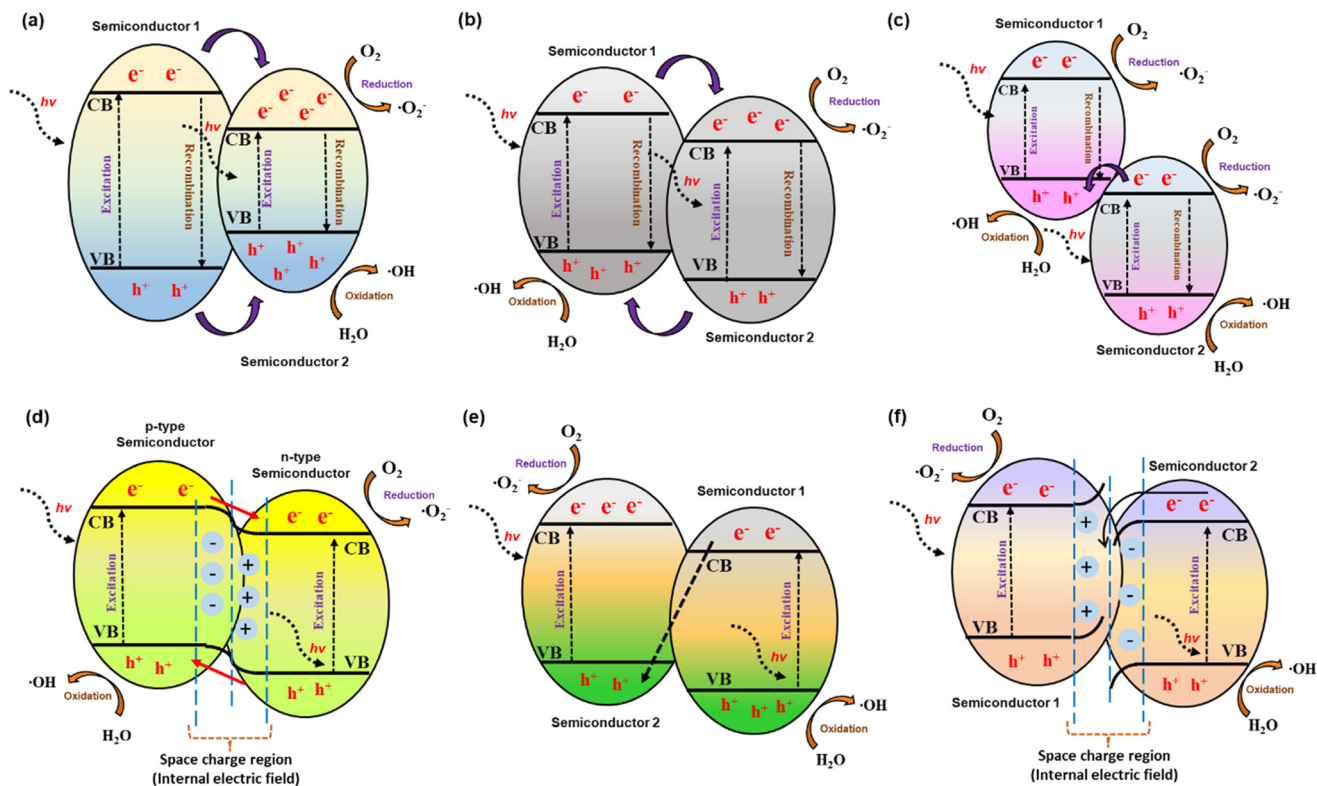 (a)
Semiconductor 1
O₂
Reduction
·O₂⁻
e⁻ e⁻
e⁻ e⁻
e⁻ e⁻ e⁻
hv
CB
hv
CB
Excitation
Recombination
Excitation
Recombination
VB
VB
h⁺ h⁺
h⁺ h⁺
h⁺ h⁺ h⁺
·OH
Oxidation
H₂O
Semiconductor 2
(b)
Semiconductor 1
O₂
Reduction
·O₂⁻
e⁻ e⁻
e⁻ e⁻ e⁻
hv
CB
hv
CB
Excitation
Recombination
Excitation
Recombination
VB
VB
h⁺ h⁺ h⁺
h⁺ h⁺
·OH
Oxidation
H₂O
Semiconductor 2
(c)
Semiconductor 1
O₂
Reduction
·O₂⁻
e⁻ e⁻
hv
CB
Excitation
Recombination
VB
h⁺ h⁺
O₂
Reduction
·O₂⁻
e⁻ e⁻
CB
·OH
Oxidation
H₂O
hv
Excitation
Recombination
VB
h⁺ h⁺
·OH
Oxidation
H₂O
Semiconductor 2
(d)
p-type
Semiconductor
n-type
Semiconductor
O₂
Reduction
·O₂⁻
e⁻ e⁻
e⁻ e⁻
hv
CB
CB
- - -
+ + +
Excitation
Excitation
hv
VB
VB
h⁺ h⁺
h⁺ h⁺
·OH
Oxidation
H₂O
Space charge region
(Internal electric field)
(e)
O₂
Reduction
·O₂⁻
Semiconductor 1
e⁻ e⁻ e⁻
e⁻ e⁻
hv
CB
CB
Excitation
Excitation
hv
VB
VB
h⁺ h⁺
h⁺ h⁺ h⁺
Semiconductor 2
·OH
Oxidation
H₂O
(f)
O₂
Reduction
·O₂⁻
Semiconductor 2
e⁻ e⁻
e⁻ e⁻
hv
CB
CB
+ + +
- - -
Excitation
Excitation
hv
VB
VB
h⁺ h⁺
h⁺ h⁺
Semiconductor 1
·OH
Oxidation
H₂O
Space charge region
(Internal electric field)